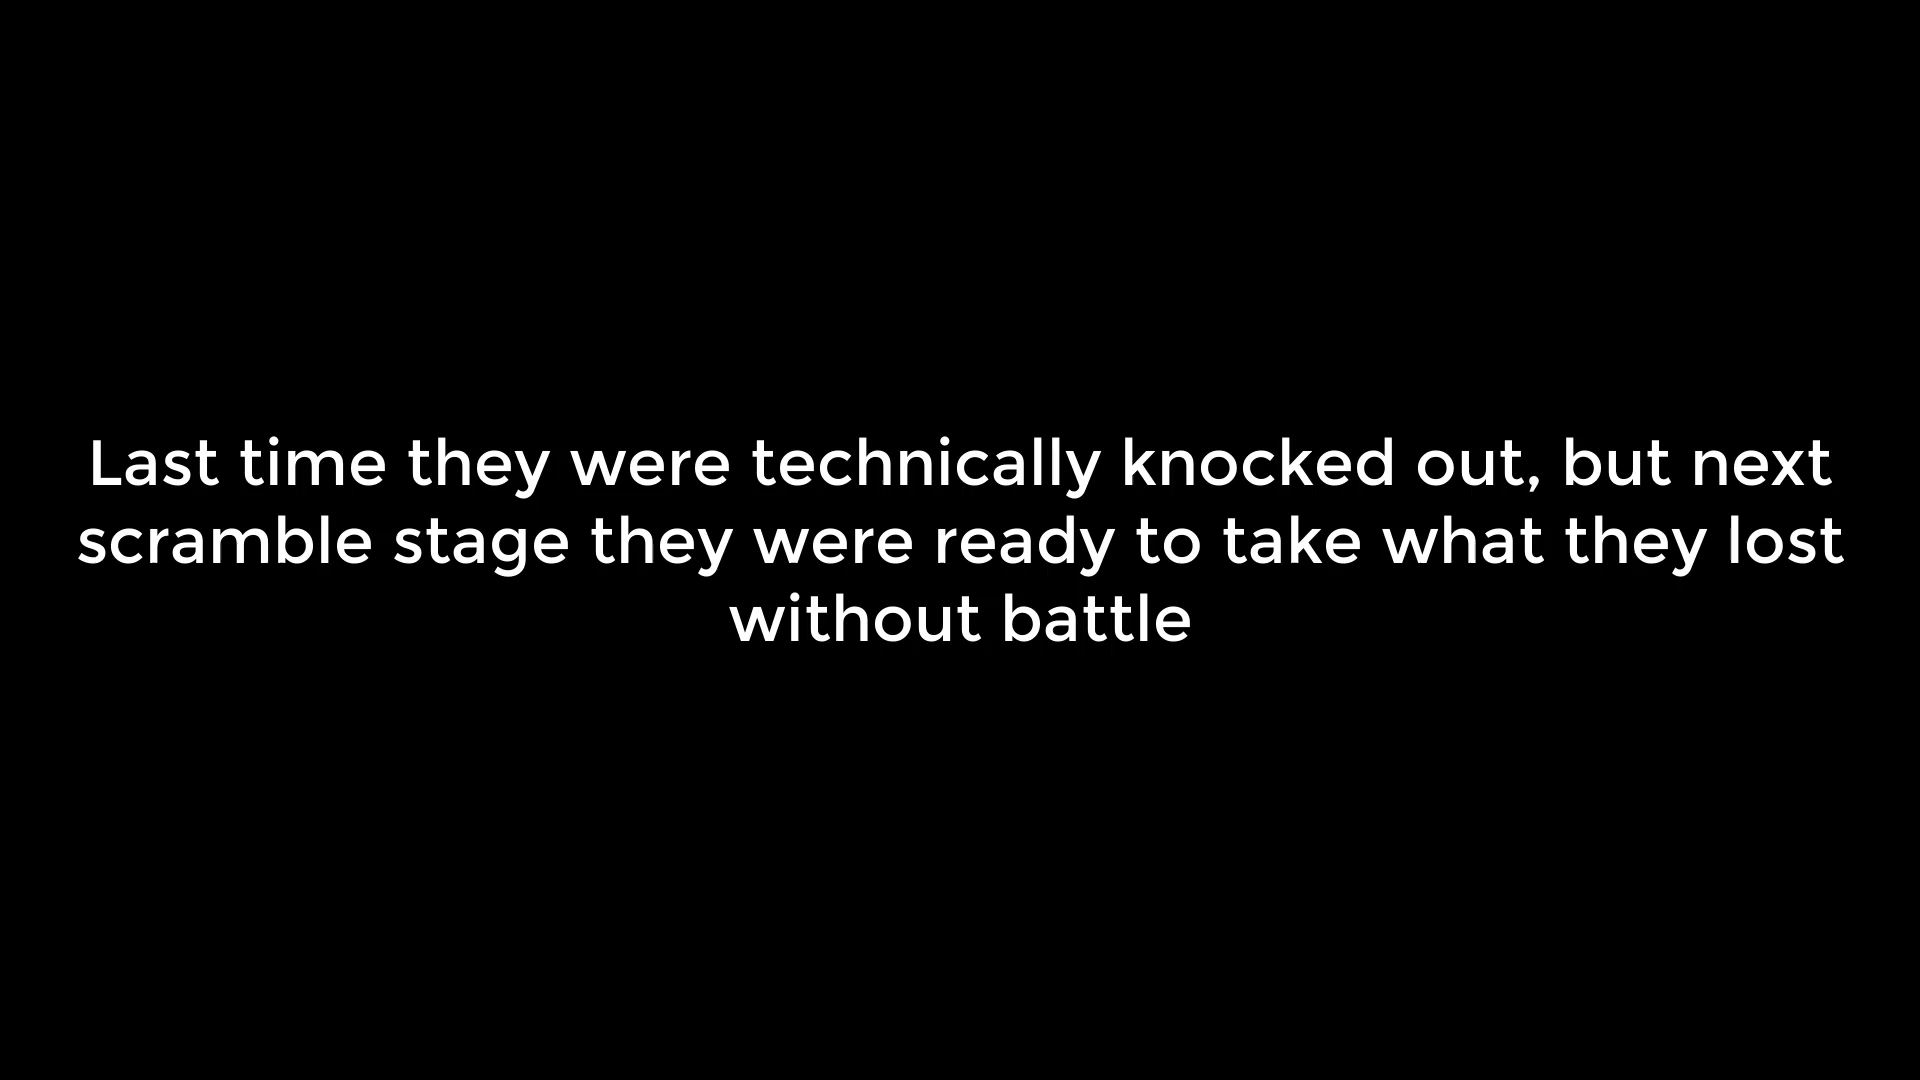 Last time they were technically knocked out, but next
scramble stage they were ready to take what they lost
without battle